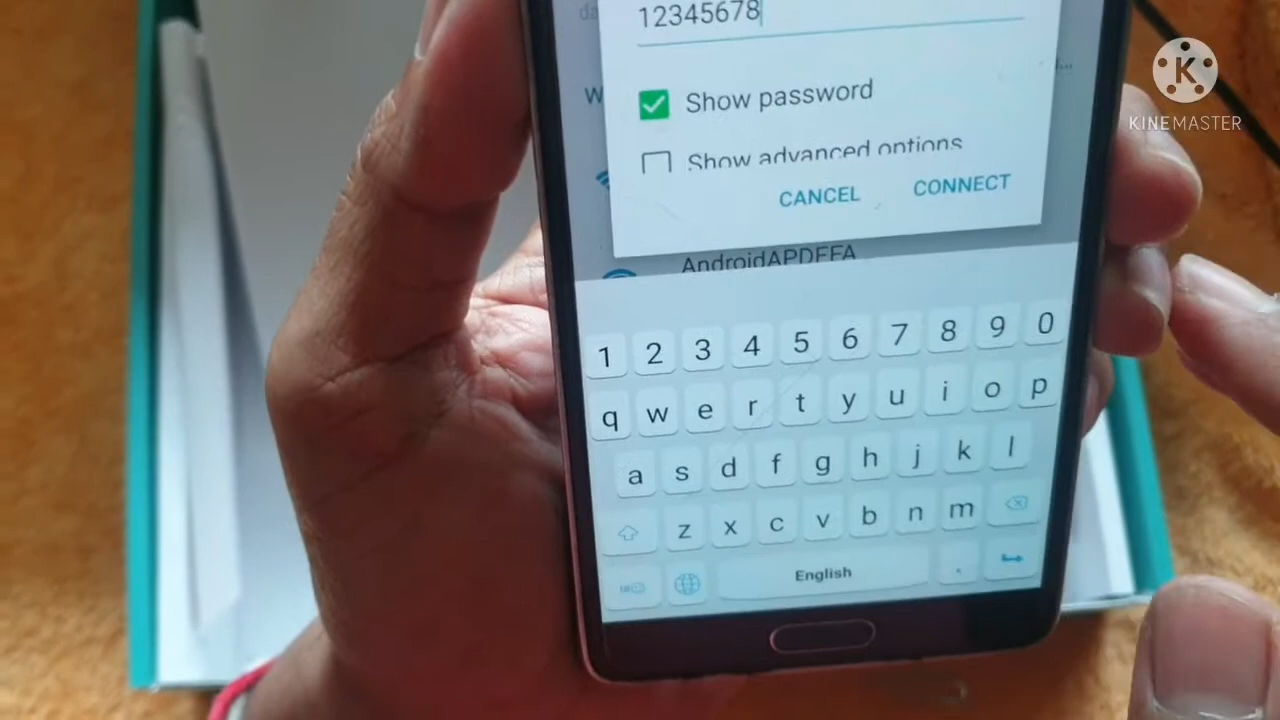 12345678
K
KINEMASTER
W
Show password
Show advanced options
CANCEL CONNECT
AndroidAPDEFA
1 2 3 4 5 6 7 8 9 0
q w e r t y u i o p
a s d f g h j k l
z x c v b n m
English .